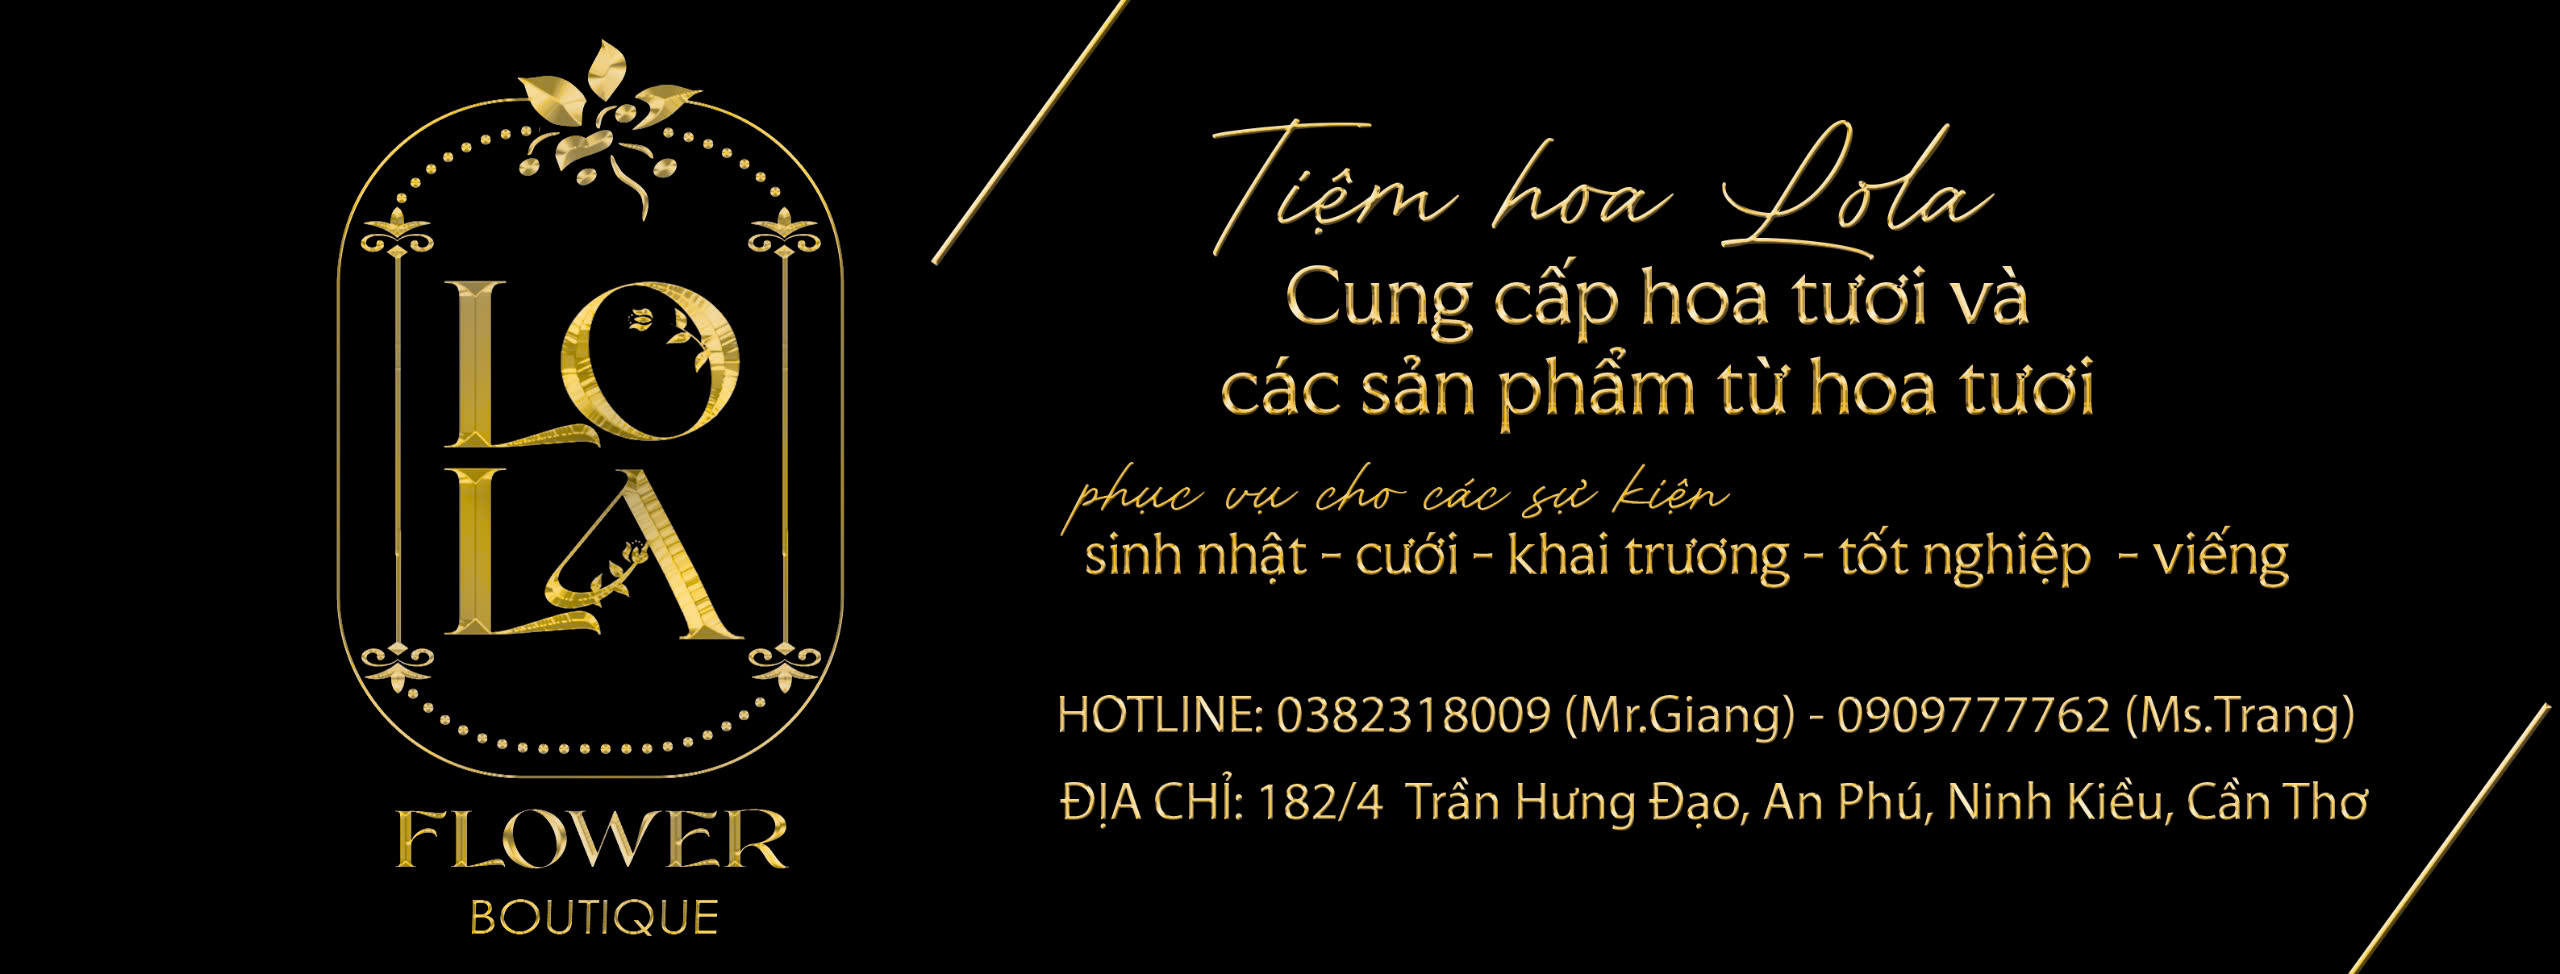 LO
LA
FLOWER
BOUTIQUE
Tiệm hoa Lola
Cung cấp hoa tươi và
các sản phẩm từ hoa tươi
phục vụ cho các sự kiện
sinh nhật - cưới - khai trương - tốt nghiệp - viếng
HOTLINE: 0382318009 (Mr.Giang) - 0909777762 (Ms.Trang)
ĐỊA CHỈ: 182/4 Trần Hưng Đạo, An Phú, Ninh Kiều, Cần Thơ